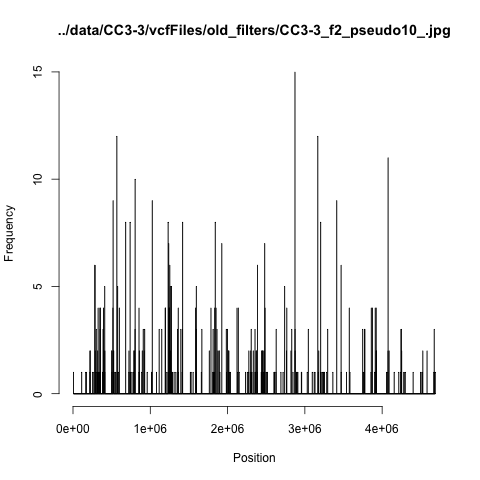 ../data/CC3-3/vcfFiles/old_filters/CC3-3_f2_pseudo10_.jpg
15
10
5
0
Frequency
0e+00 1e+06 2e+06 3e+06 4e+06
Position